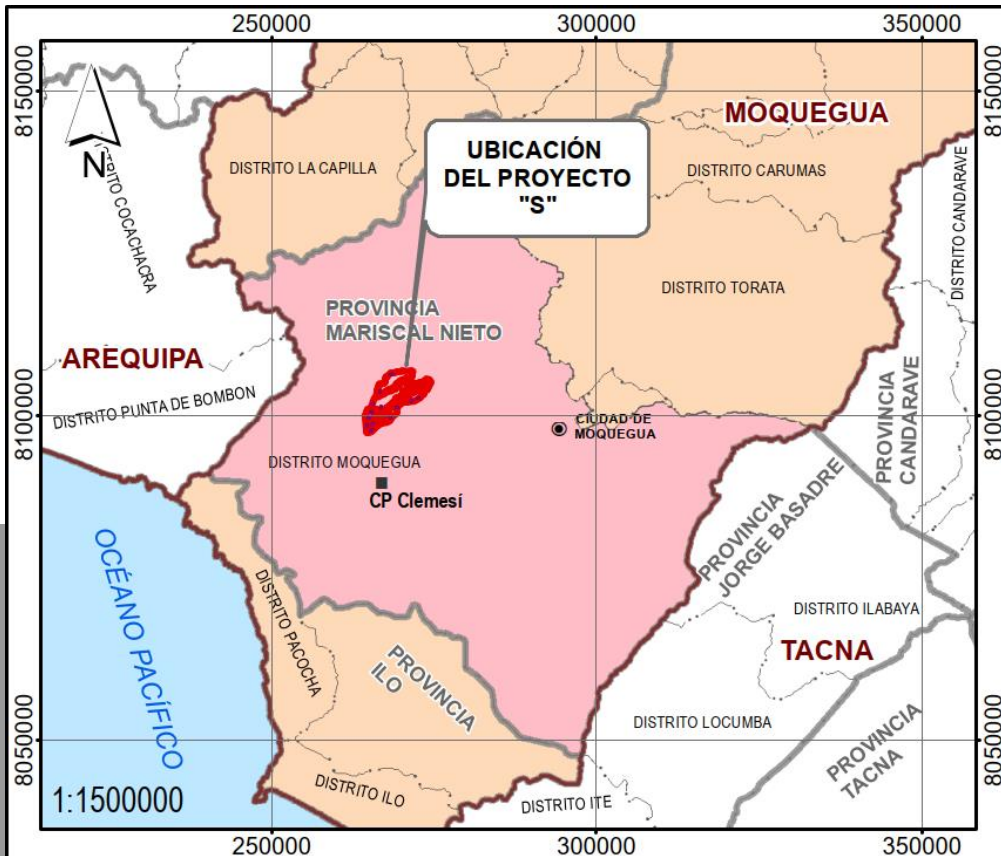 250000
300000
350000
8150000
8150000
MOQUEGUA
UBICACIÓN
DEL PROYECTO
"S"
N
TRITO COCACHACRA
DISTRITO LA CAPILLA
DISTRITO CARUMAS
DISTRITO CANDARAVE
DISTRITO TORATA
PROVINCIA
MARISCAL NIETO
AREQUIPA
DISTRITO PUNTA DE BOMBON
8100000
8100000
CIUDAD DE
MOQUEGUA
DISTRITO MOQUEGUA
CP Clemesí
PROVINCIA
CANDARAVE
PROVINCIA
JORGE BASADRE
OCÉANO PACÍFICO
DISTRITO PACOCHA
DISTRITO ILABAYA
TACNA
PROVINCIA
ILO
DISTRITO LOCUMBA
PROVINCIA
TACNA
8050000
8050000
1:1500000
DISTRITO ILO
DISTRITO ITE
250000
300000
350000